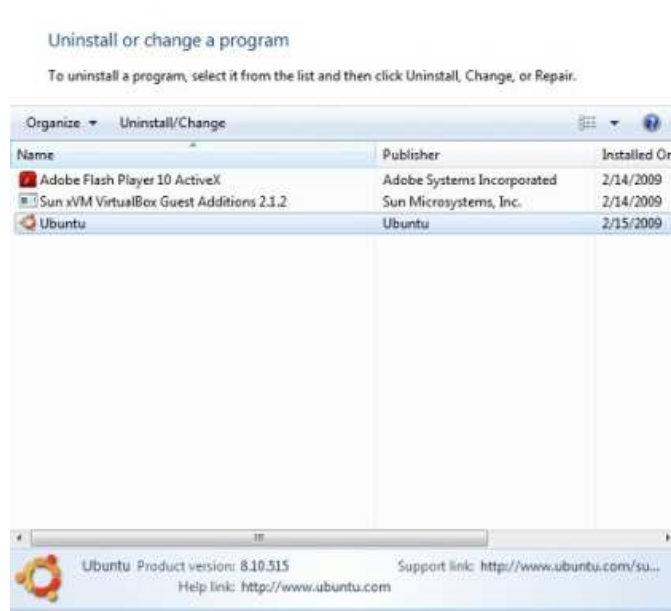 Uninstall or change a program
To uninstall a program, select it from the list and then click Uninstall, Change, or Repair.
Organize Uninstall/Change
Name Publisher Installed Or
Adobe Flash Player 10 ActiveX Adobe Systems Incorporated 2/14/2009
Sun xVM VirtualBox Guest Additions 2.1.2 Sun Microsystems, Inc. 2/14/2009
Ubuntu Ubuntu 2/15/2009
Ubuntu Product version: 8.10.515 Support link: http://www.ubuntu.com/su...
Help link: http://www.ubuntu.com